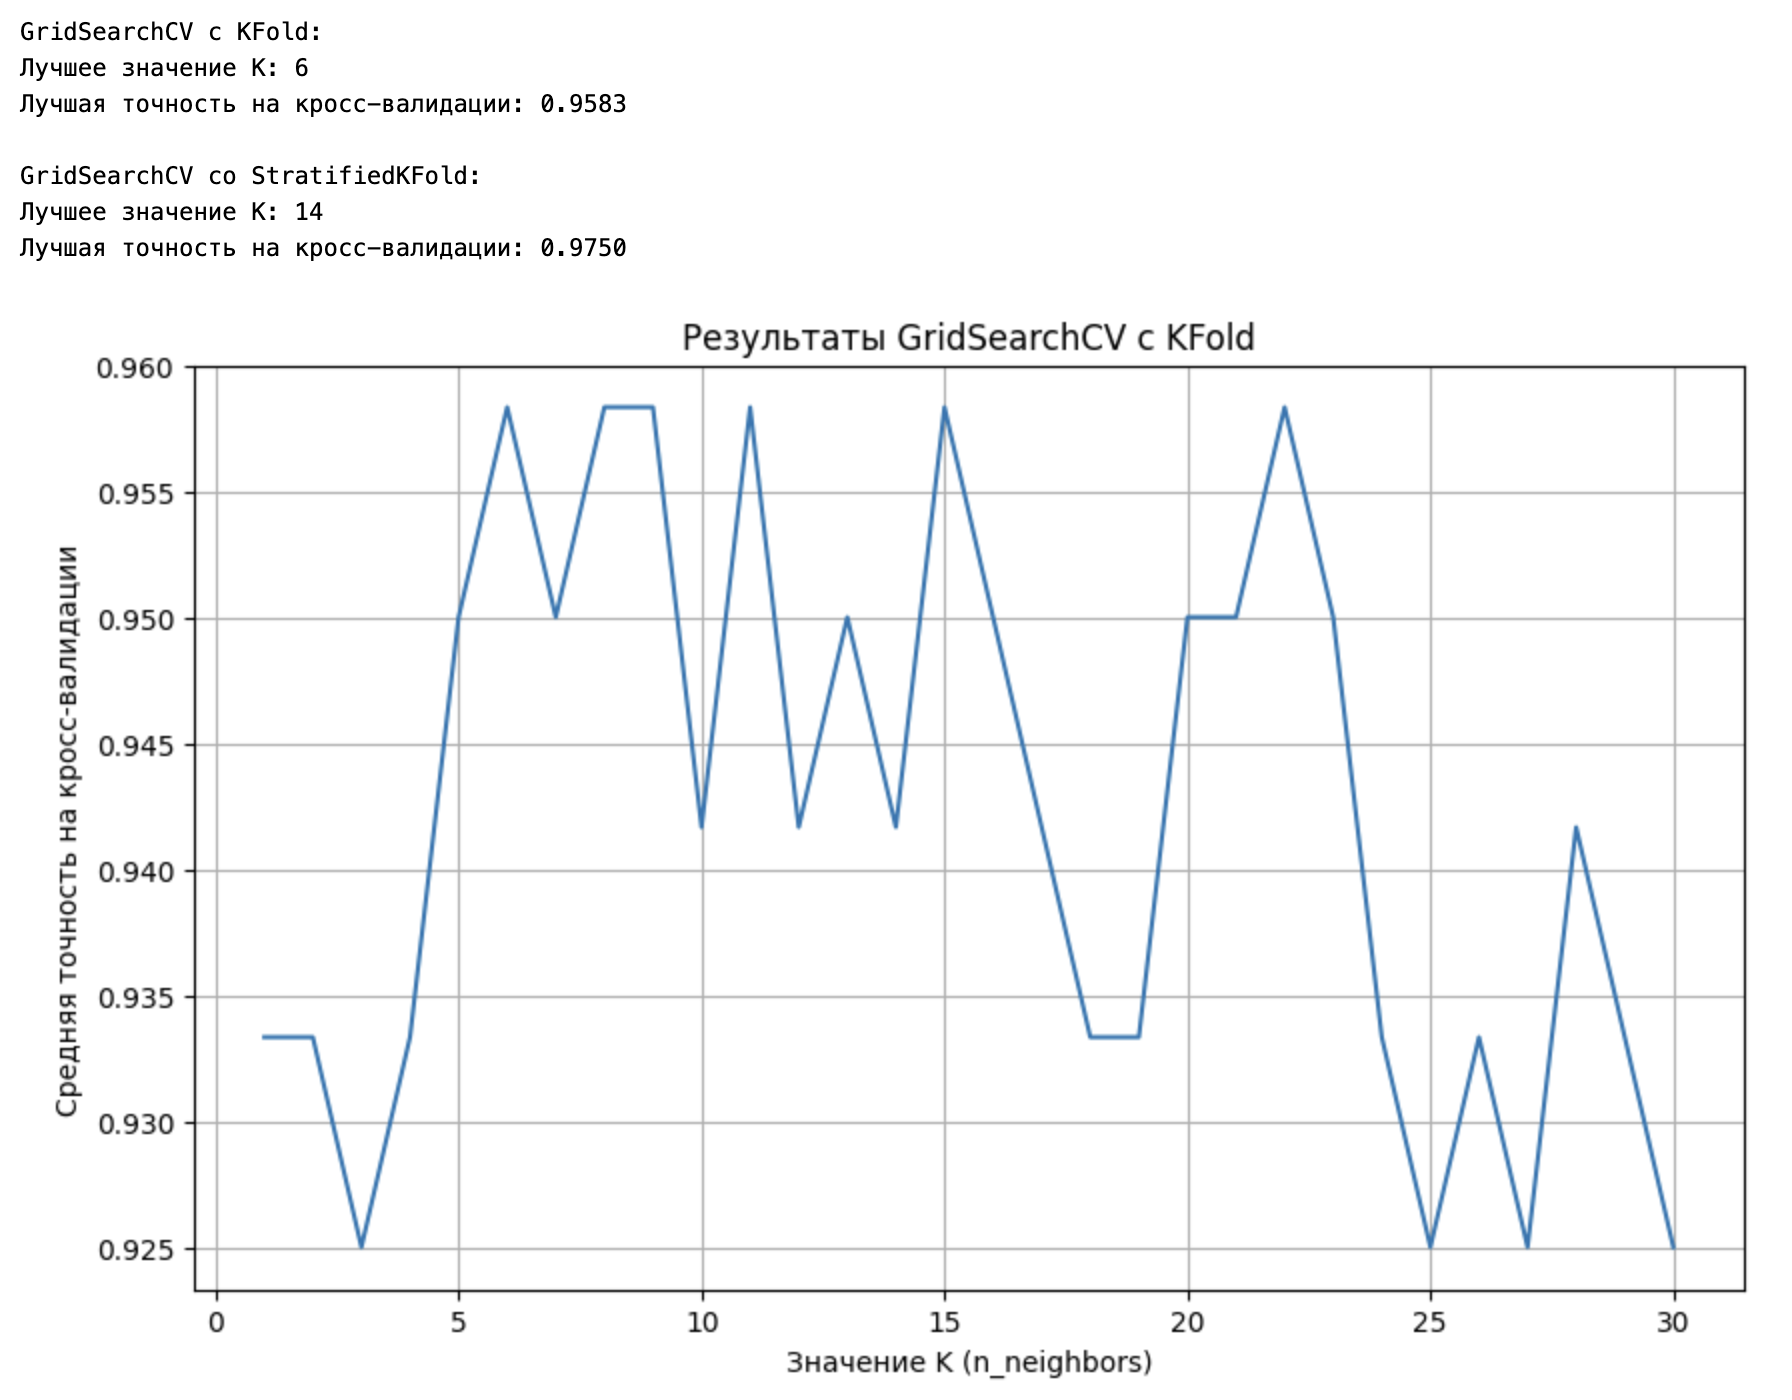 GridSearchCV с KFold:
Лучшее значение K: 6
Лучшая точность на кросс-валидации: 0.9583
GridSearchCV со StratifiedKFold:
Лучшее значение K: 14
Лучшая точность на кросс-валидации: 0.9750
Результаты GridSearchCV с KFold
0.960
0.955
0.950
0.945
0.940
0.935
0.930
0.925
Средняя точность на кросс-валидации
0 5 10 15 20 25 30
Значение K (n_neighbors)